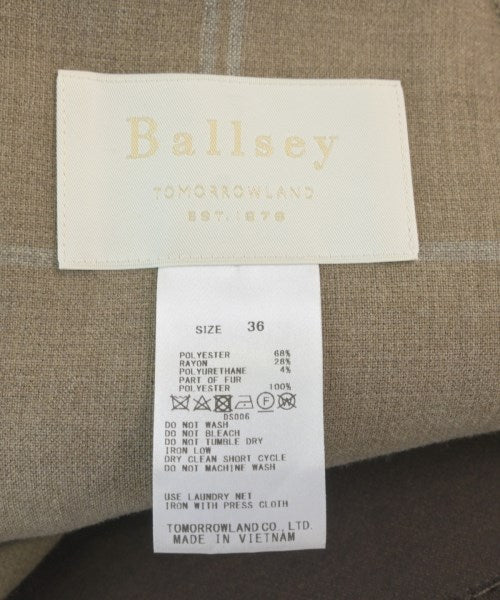 Ballsey
TOMORROWLAND
EST.1978
SIZE 36
POLYESTER 68%
RAYON 28%
POLYURETHANE 4%
PART OF FUR
POLYESTER 100%
F W
DS006
DO NOT WASH
DO NOT BLEACH
DO NOT TUMBLE DRY
IRON LOW
DRY CLEAN SHORT CYCLE
DO NOT MACHINE WASH
USE LAUNDRY NET
IRON WITH PRESS CLOTH
TOMORROWLAND CO., LTD.
MADE IN VIETNAM